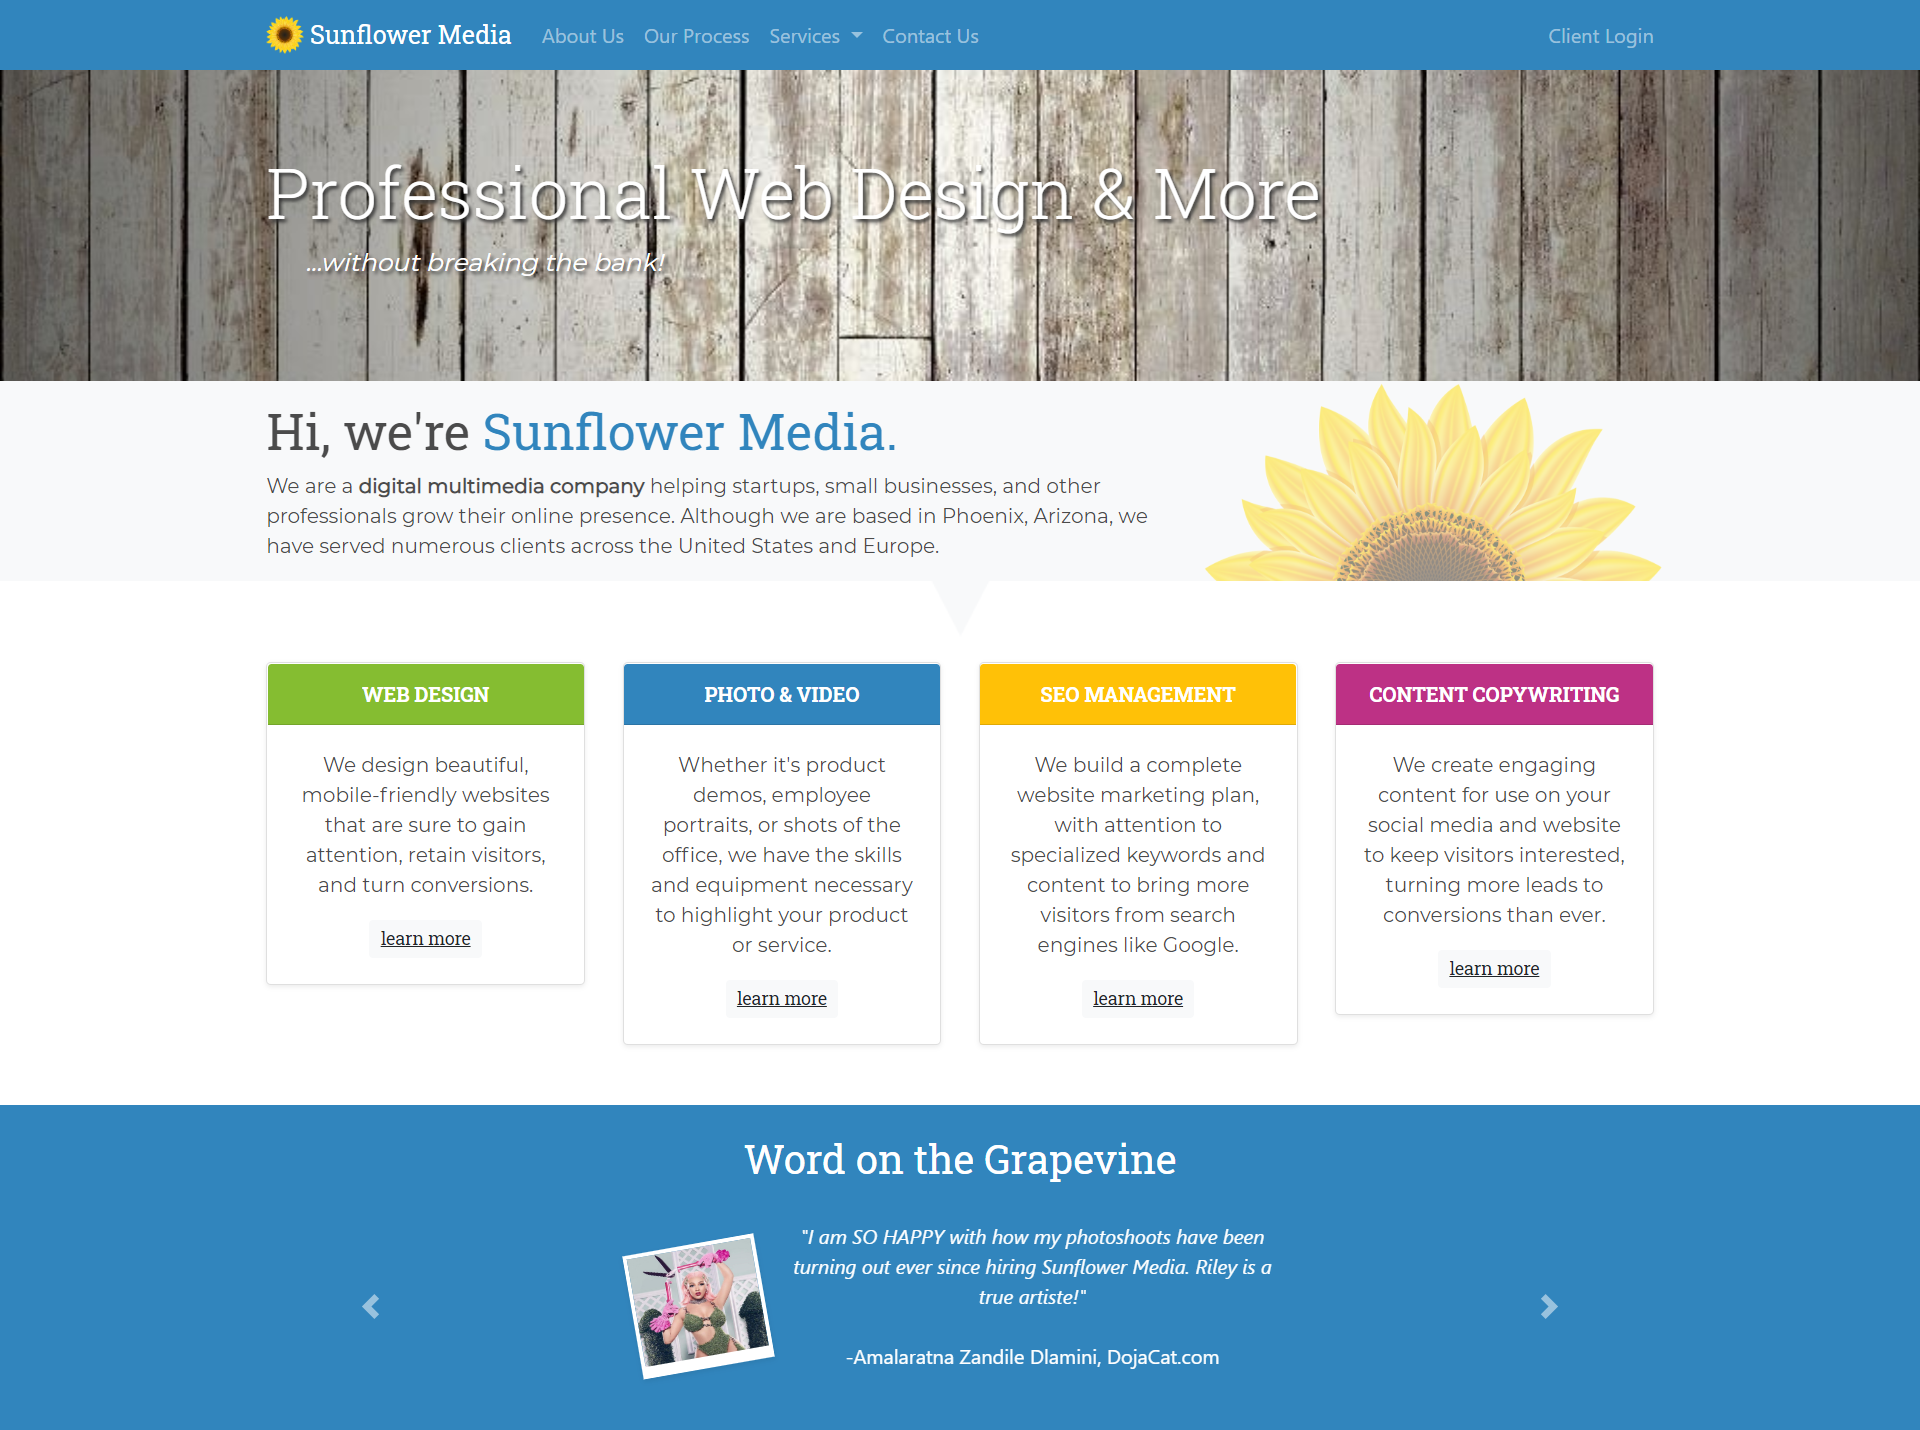 Sunflower Media
About Us
Our Process
Services
Contact Us
Client Login
Professional Web Design & More
...without breaking the bank!
Hi, we're Sunflower Media.
We are a digital multimedia company helping startups, small businesses, and other
professionals grow their online presence. Although we are based in Phoenix, Arizona, we
have served numerous clients across the United States and Europe.
WEB DESIGN
We design beautiful,
mobile-friendly websites
that are sure to gain
attention, retain visitors,
and turn conversions.
learn more
PHOTO & VIDEO
Whether it's product
demos, employee
portraits, or shots of the
office, we have the skills
and equipment necessary
to highlight your product
or service.
learn more
SEO MANAGEMENT
We build a complete
website marketing plan,
with attention to
specialized keywords and
content to bring more
visitors from search
engines like Google.
learn more
CONTENT COPYWRITING
We create engaging
content for use on your
social media and website
to keep visitors interested,
turning more leads to
conversions than ever.
learn more
Word on the Grapevine
"I am SO HAPPY with how my photoshoots have been
turning out ever since hiring Sunflower Media. Riley is a
true artiste!"
-Amalaratna Zandile Dlamini, DojaCat.com